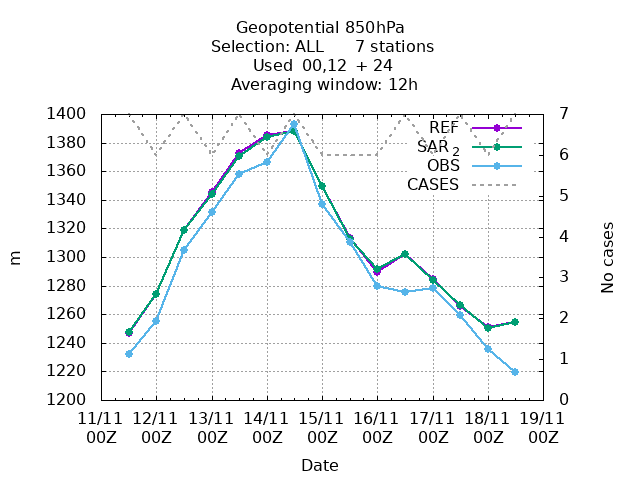 Geopotential 850hPa
Selection: ALL 7 stations
Used 00,12 + 24
Averaging window: 12h
1400
1380
1360
1340
1320
1300
1280
1260
1240
1220
1200
m
7
6
5
4
3
2
1
0
No cases
REF
SAR 2
OBS
CASES
11/11 12/11 13/11 14/11 15/11 16/11 17/11 18/11 19/11
00Z 00Z 00Z 00Z 00Z 00Z 00Z 00Z 00Z
Date